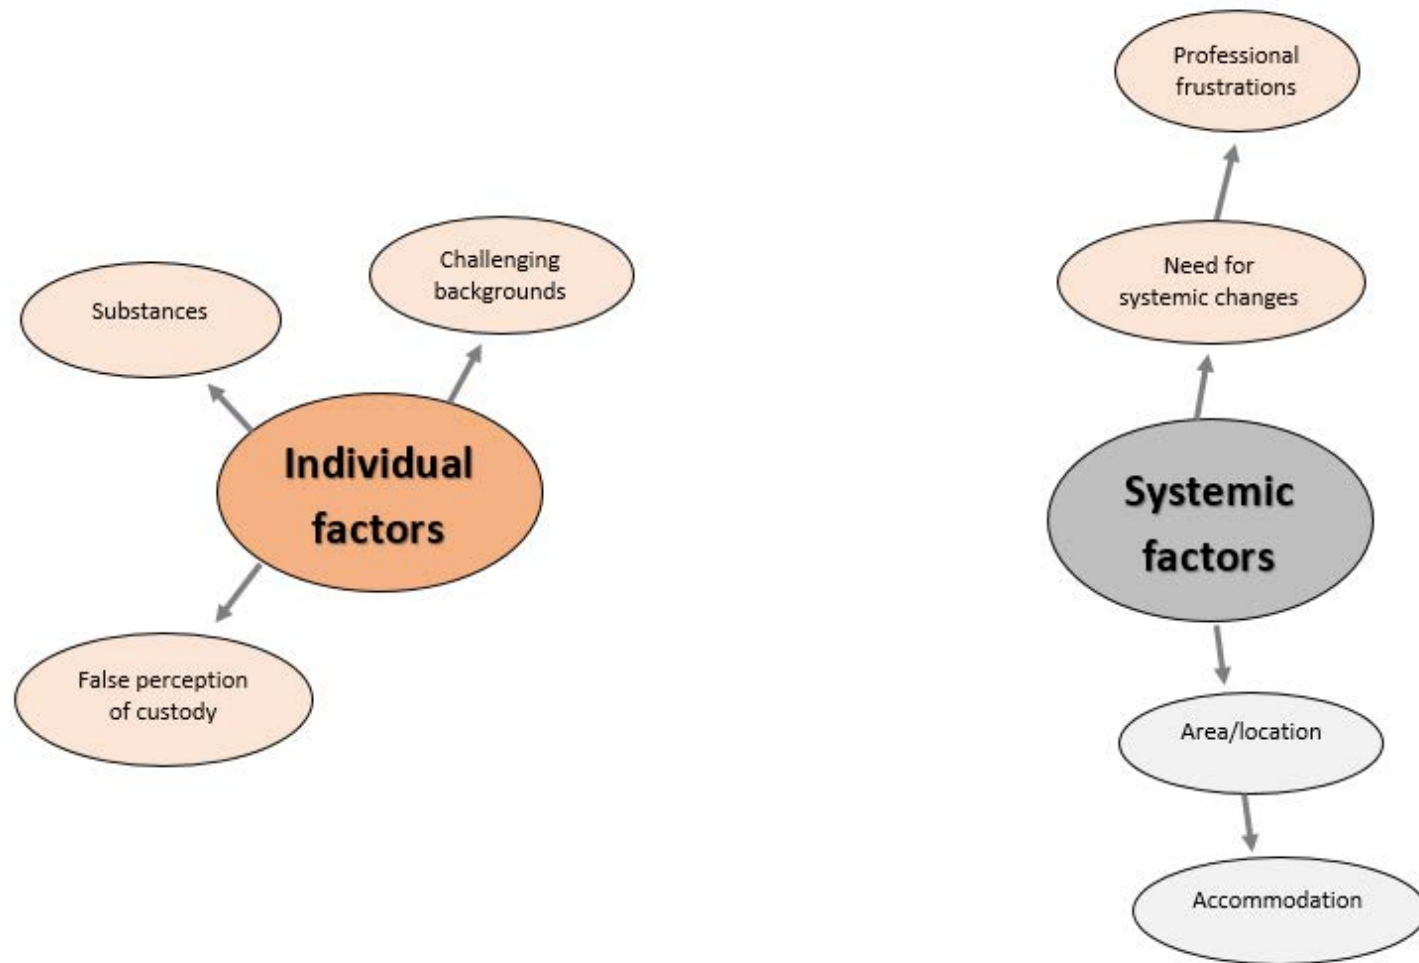 Professional
frustrations
Challenging
backgrounds
Need for
systemic changes
Substances
Individual
factors
Systemic
factors
False perception
of custody
Area/location
Accommodation